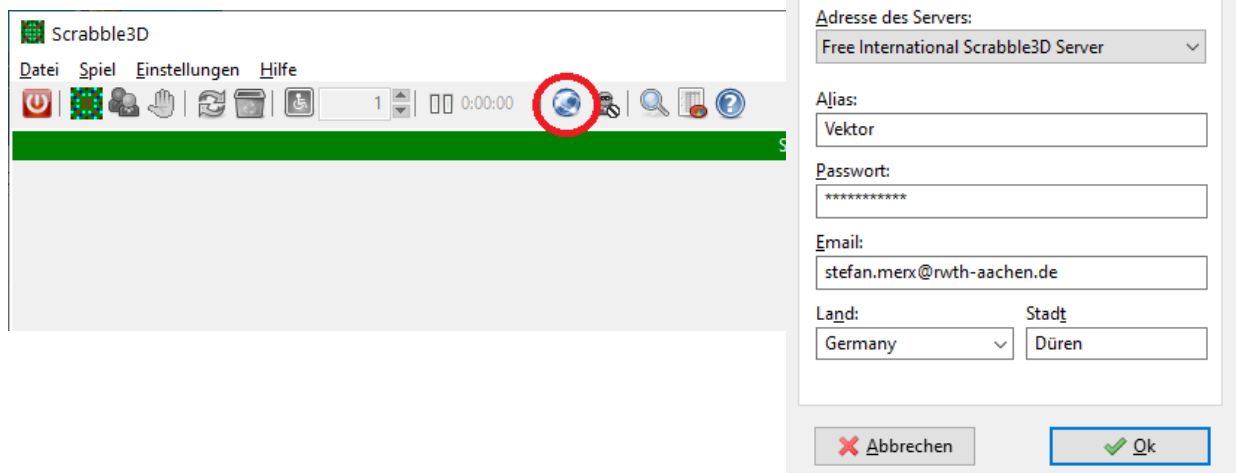 Scrabble3D
Datei Spiel Einstellungen Hilfe
1 0:00:00
S
Adresse des Servers:
Free International Scrabble3D Server
Alias:
Vektor
Passwort:
***********
Email:
stefan.merx@rwth-aachen.de
Land: Stadt
Germany Düren
Abbrechen Ok